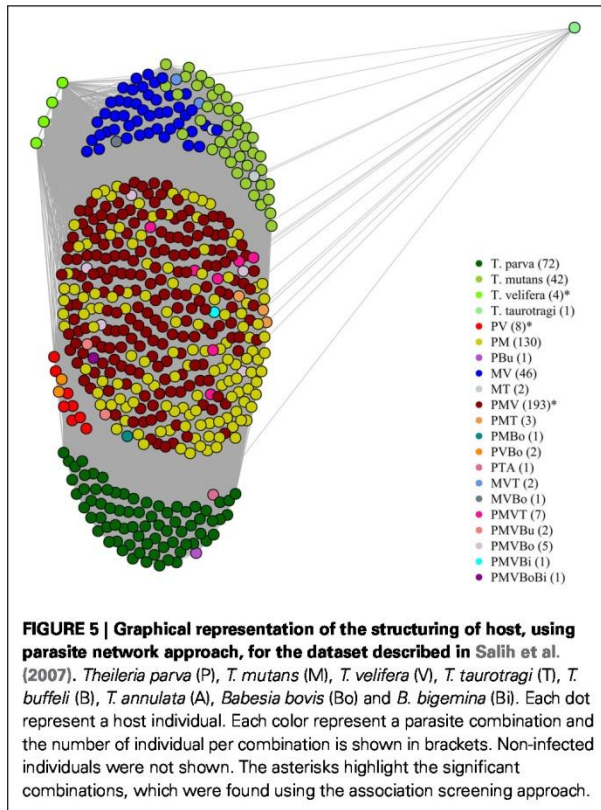 T. parva (72)
T. mutans (42)
T. velifera (4)*
T. taurotragi (1)
PV (8)*
PM (130)
PBu (1)
MV (46)
MT (2)
PMV (193)*
PMT (3)
PMBo (1)
PVBo (2)
PTA (1)
MVT (2)
MVBo (1)
PMVT (7)
PMVBu (2)
PMVBo (5)
PMVBi (1)
PMVBoBi (1)
FIGURE 5 | Graphical representation of the structuring of host, using
parasite network approach, for the dataset described in Salih et al.
(2007). Theileria parva (P), T. mutans (M), T. velifera (V), T. taurotragi (T), T.
buffeli (B), T. annulata (A), Babesia bovis (Bo) and B. bigemina (Bi). Each dot
represent a host individual. Each color represent a parasite combination and
the number of individual per combination is shown in brackets. Non-infected
individuals were not shown. The asterisks highlight the significant
combinations, which were found using the association screening approach.